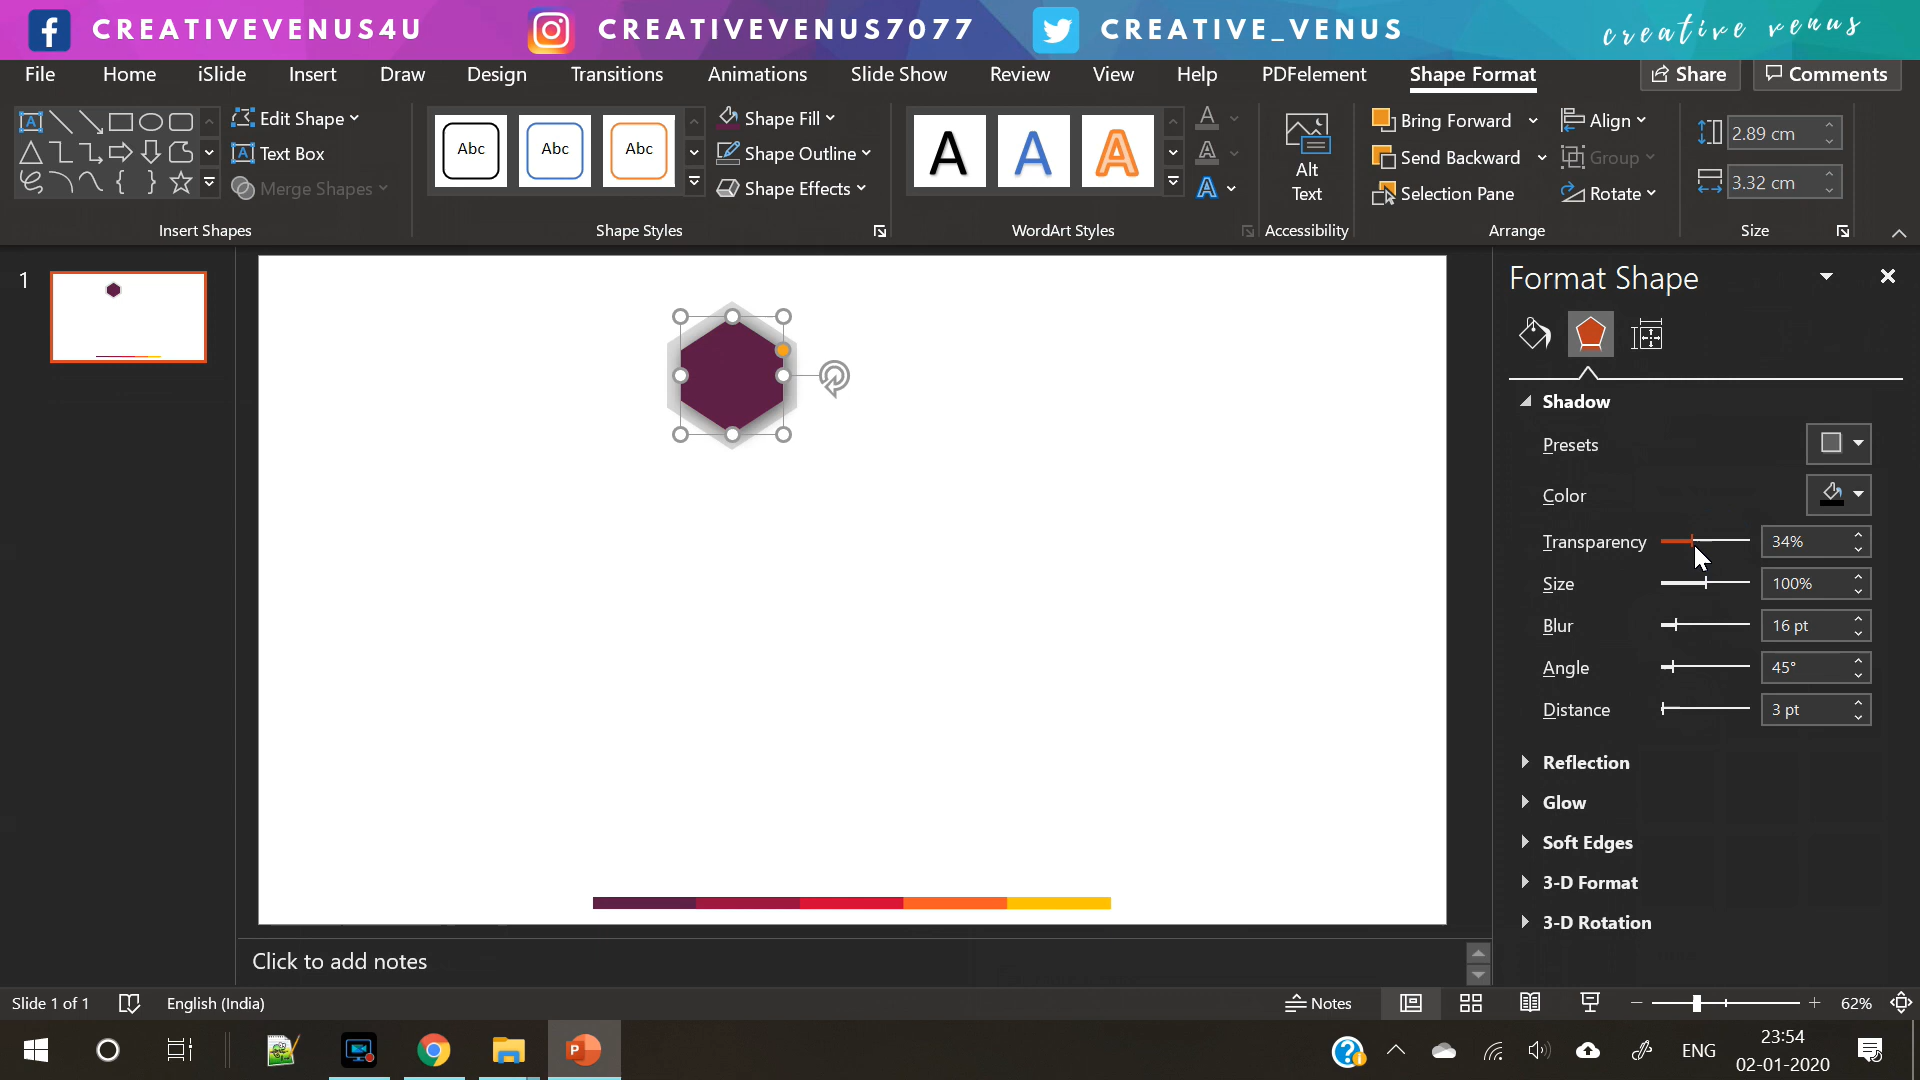 CREATIVEVENUS4U CREATIVEVENUS7077 CREATIVE_VENUS creative venus
File Home iSlide Insert Draw Design Transitions Animations Slide Show Review View Help PDFelement Shape Format Share Comments
Edit Shape
Text Box
Merge Shapes
Insert Shapes
Abc Abc Abc
Shape Fill
Shape Outline
Shape Effects
Shape Styles
A A A
WordArt Styles
Alt
Text
Accessibility
Bring Forward
Send Backward
Selection Pane
Align
Group
Rotate
Arrange
2.89 cm
3.32 cm
Size
1
Format Shape
Shadow
Presets
Color
Transparency 34%
Size 100%
Blur 16 pt
Angle 45°
Distance 3 pt
Reflection
Glow
Soft Edges
3-D Format
3-D Rotation
Click to add notes
Slide 1 of 1 English (India) Notes 62%
ENG
23:54
02-01-2020